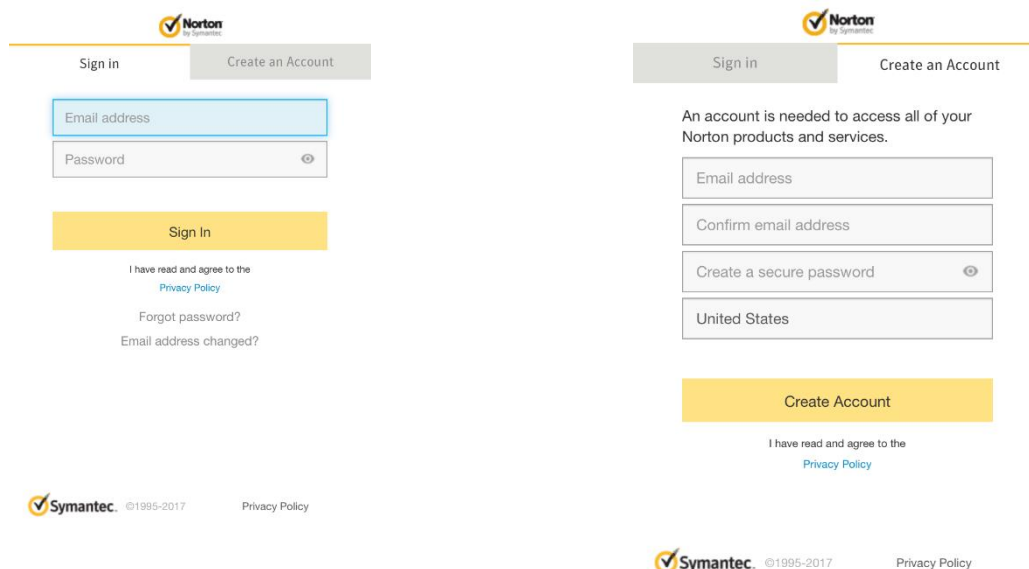 Norton
by Symantec
Sign in
Create an Account
Email address
Password
Sign In
I have read and agree to the
Privacy Policy
Forgot password?
Email address changed?
Symantec. ©1995-2017 Privacy Policy
Norton
by Symantec
Sign in
Create an Account
An account is needed to access all of your
Norton products and services.
Email address
Confirm email address
Create a secure password
United States
Create Account
I have read and agree to the
Privacy Policy
Symantec. ©1995-2017 Privacy Policy